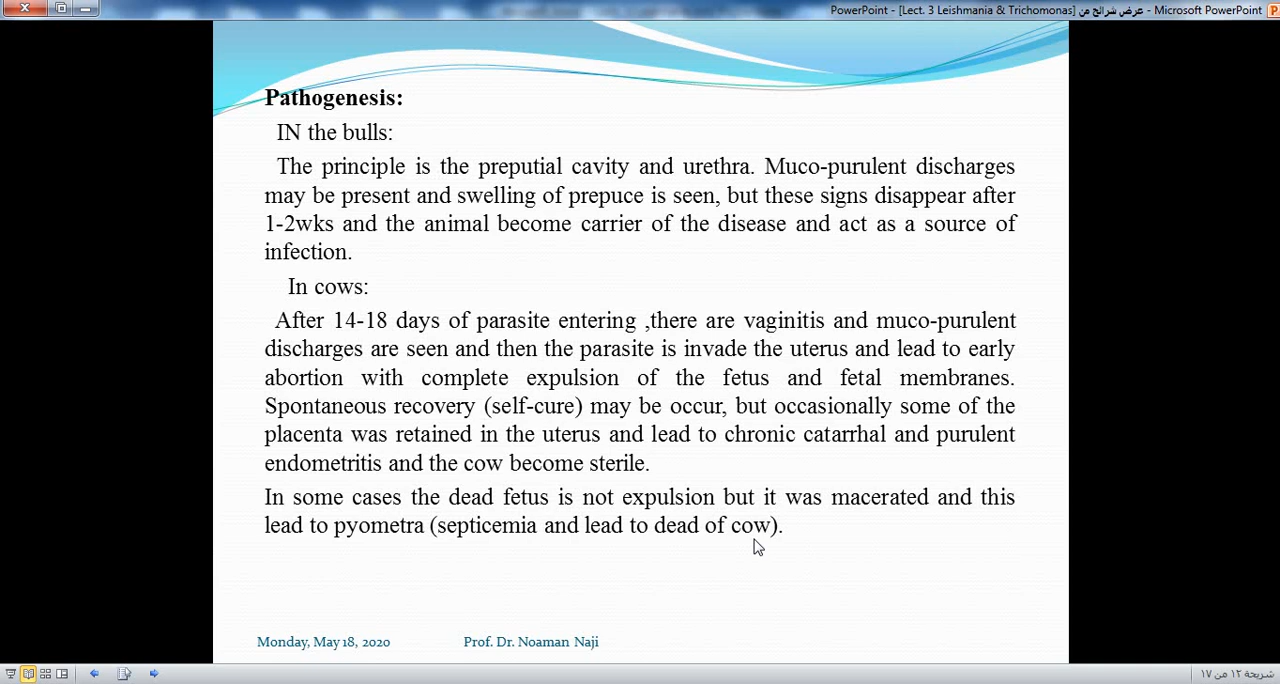 PowerPoint - [Lect. 3 Leishmania & Trichomonas] عرض شرائح من - Microsoft PowerPoint
Pathogenesis:
IN the bulls:
The principle is the preputial cavity and urethra. Muco-purulent discharges
may be present and swelling of prepuce is seen, but these signs disappear after
1-2wks and the animal become carrier of the disease and act as a source of
infection.
In cows:
After 14-18 days of parasite entering ,there are vaginitis and muco-purulent
discharges are seen and then the parasite is invade the uterus and lead to early
abortion with complete expulsion of the fetus and fetal membranes.
Spontaneous recovery (self-cure) may be occur, but occasionally some of the
placenta was retained in the uterus and lead to chronic catarrhal and purulent
endometritis and the cow become sterile.
In some cases the dead fetus is not expulsion but it was macerated and this
lead to pyometra (septicemia and lead to dead of cow).
Monday, May 18, 2020 Prof. Dr. Noaman Naji
شريحة ١٢ من ١٧